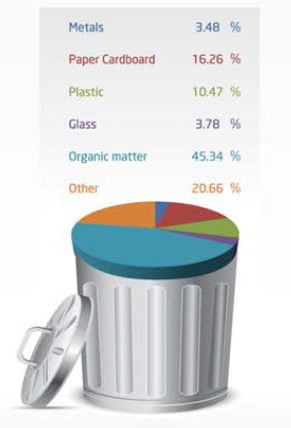 Metals 3.48 %
Paper Cardboard 16.26 %
Plastic 10.47 %
Glass 3.78 %
Organic matter 45.34 %
Other 20.66 %